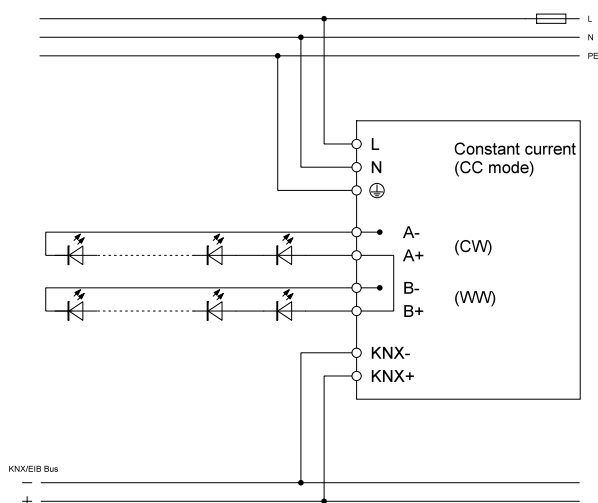 L
N
PE
L
Constant current
(CC mode)
N
A-
(CW)
A+
B-
(WW)
B+
KNX-
KNX+
KNX/EIB Bus
−
+